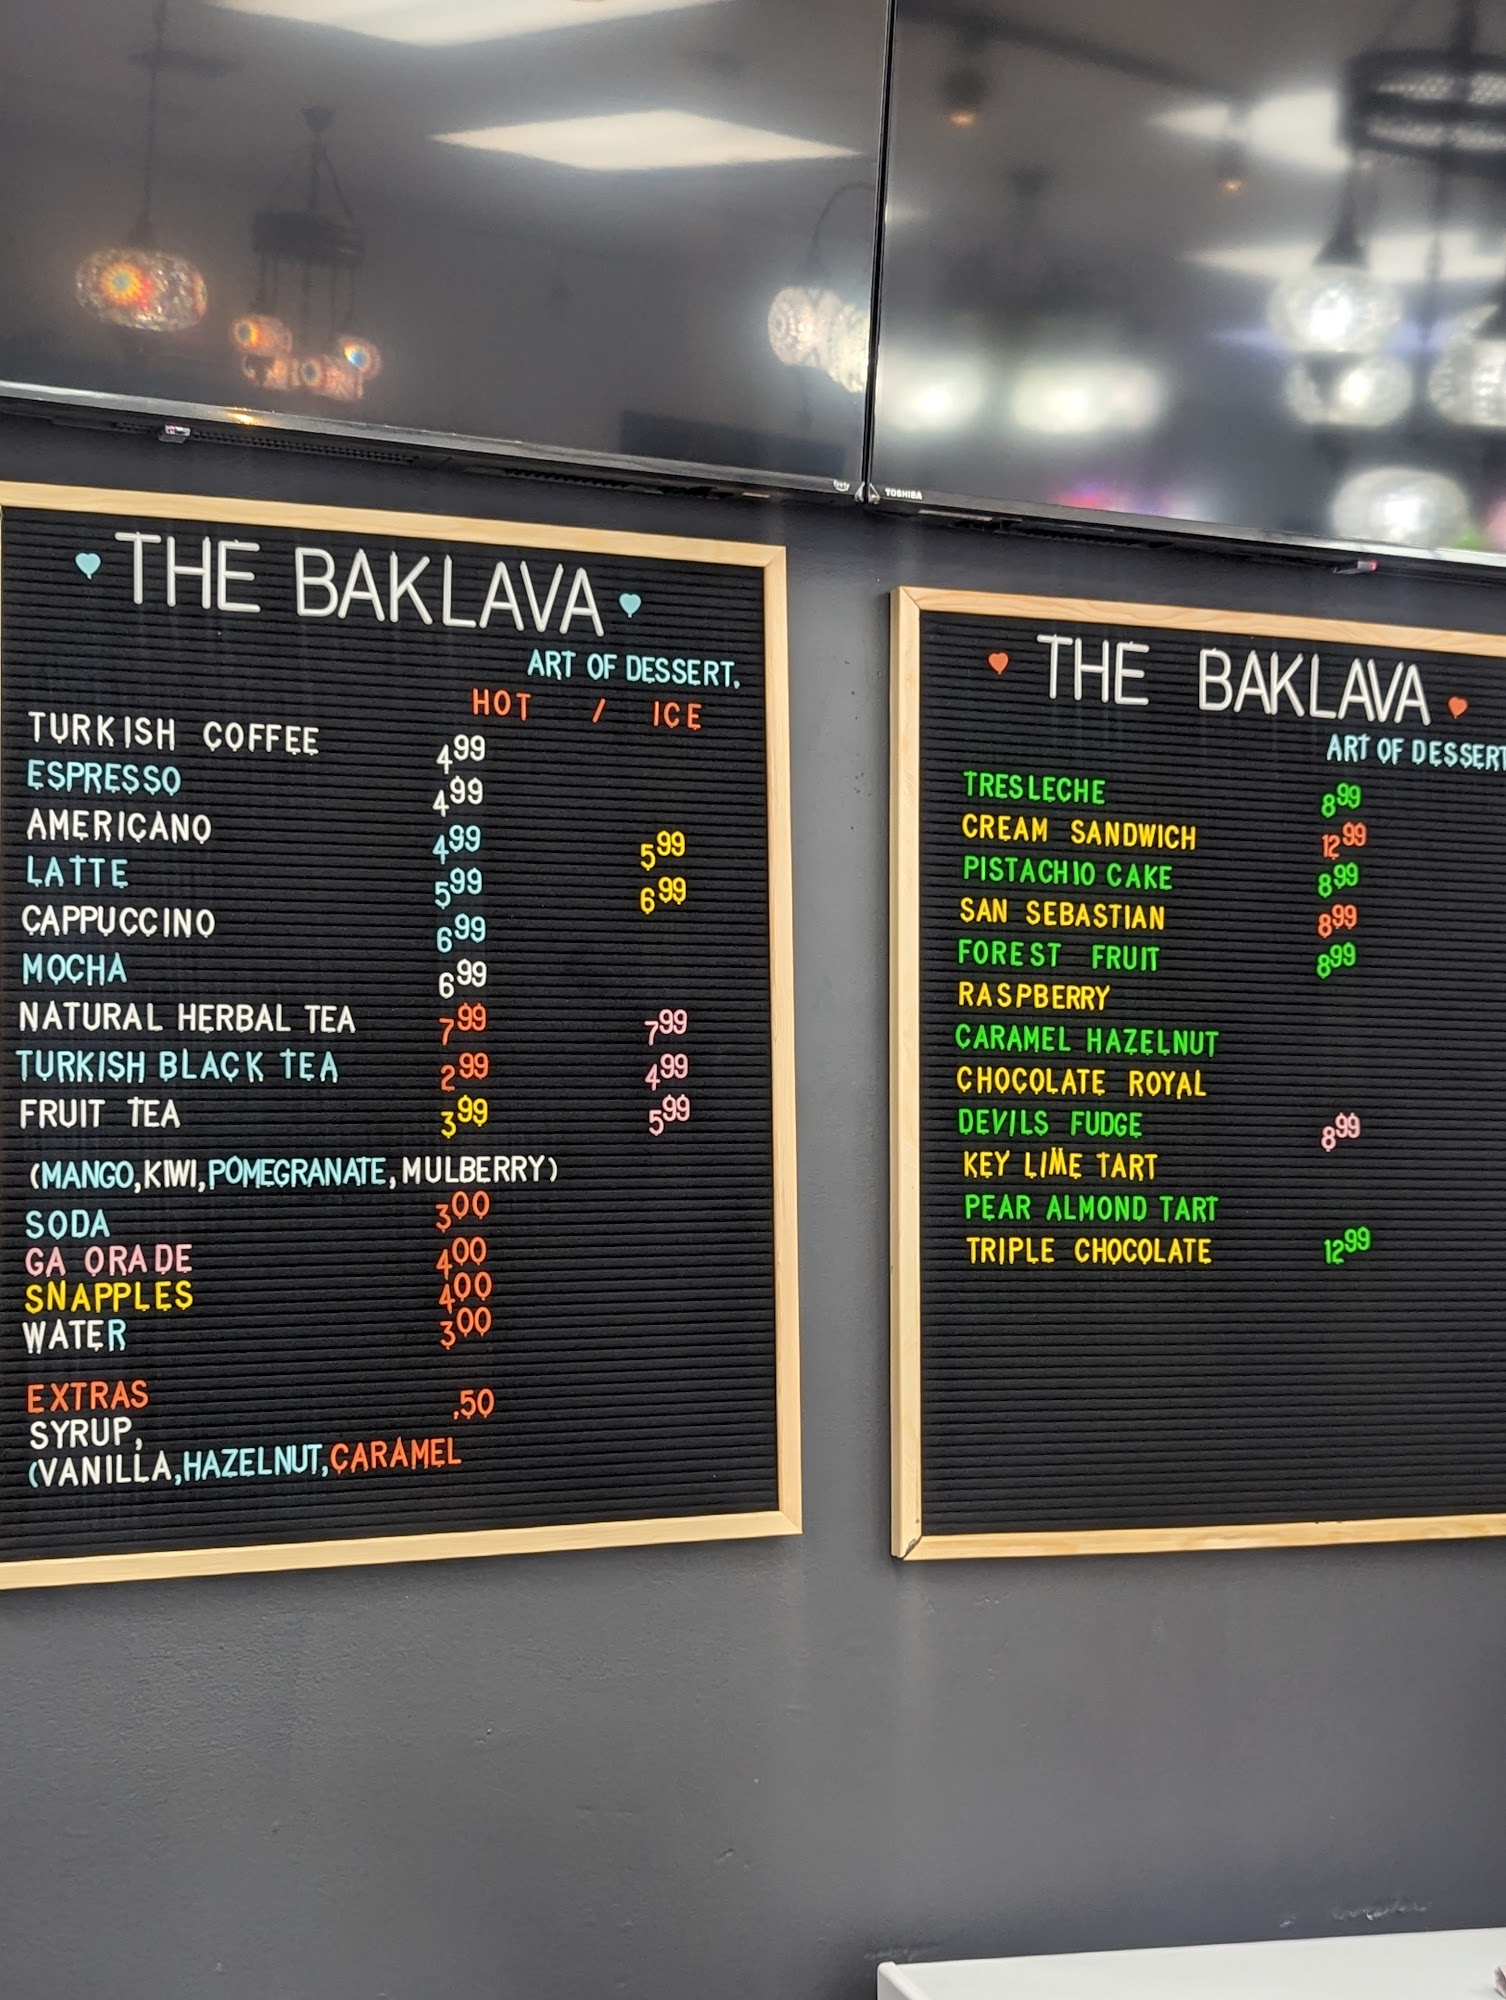 TOSHIBA
THE BAKLAVA
ART OF DESSERT.
HOT / ICE
TURKISH COFFEE 4.99
ESPRESSO 4.99
AMERICANO 4.99 5.99
LATTE 5.99 6.99
CAPPUCCINO 6.99
MOCHA 6.99
NATURAL HERBAL TEA 7.99 7.99
TURKISH BLACK TEA 2.99 4.99
FRUIT TEA 3.99 5.99
(MANGO,KIWI,POMEGRANATE,MULBERRY)
SODA 3.00
GA ORADE 4.00
SNAPPLES 4.00
WATER 3.00
EXTRAS .50
SYRUP,
(VANILLA,HAZELNUT,CARAMEL
THE BAKLAVA
ART OF DESSERT
TRESLECHE 8.99
CREAM SANDWICH 12.99
PISTACHIO CAKE 8.99
SAN SEBASTIAN 8.99
FOREST FRUIT 8.99
RASPBERRY
CARAMEL HAZELNUT
CHOCOLATE ROYAL
DEVILS FUDGE 8.99
KEY LIME TART
PEAR ALMOND TART
TRIPLE CHOCOLATE 12.99